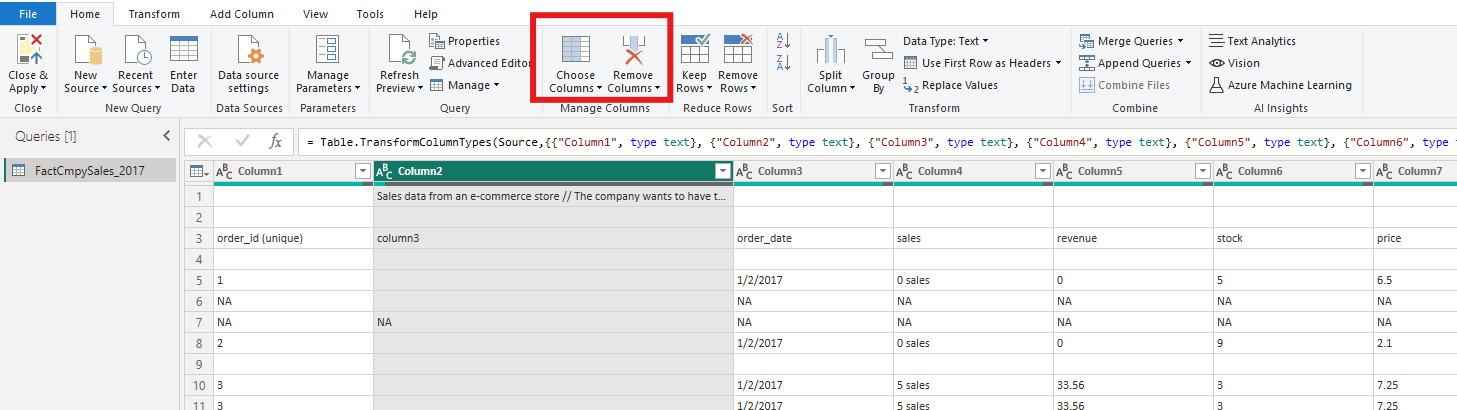 File Home Transform Add Column View Tools Help
Close & Apply
New Source
Recent Sources
Enter Data
Close
New Query
Data source settings
Data Sources
Manage Parameters
Parameters
Refresh Preview
Properties
Advanced Editor
Manage
Query
Choose Columns
Remove Columns
Manage Columns
Keep Rows
Remove Rows
Reduce Rows
A
Z
Z
A
Sort
Split Column
Group By
Data Type: Text
Use First Row as Headers
1
2 Replace Values
Transform
Merge Queries
Append Queries
Combine Files
Combine
Text Analytics
Vision
Azure Machine Learning
AI Insights
Queries [1]
FactCmpySales_2017
fx = Table.TransformColumnTypes(Source,{{"Column1", type text}, {"Column2", type text}, {"Column3", type text}, {"Column4", type text}, {"Column5", type text}, {"Column6", type t
ABC Column1 ABC Column2 ABC Column3 ABC Column4 ABC Column5 ABC Column6 ABC Column7
1 Sales data from an e-commerce store // The company wants to have t...
2
3 order_id (unique) column3 order_date sales revenue stock price
4
5 1 1/2/2017 0 sales 0 5 6.5
6 NA NA NA NA NA NA
7 NA NA NA NA NA NA NA
8 2 1/2/2017 0 sales 0 9 2.1
9
10 3 1/2/2017 5 sales 33.56 3 7.25
11 3 1/2/2017 5 sales 33.56 3 7.25